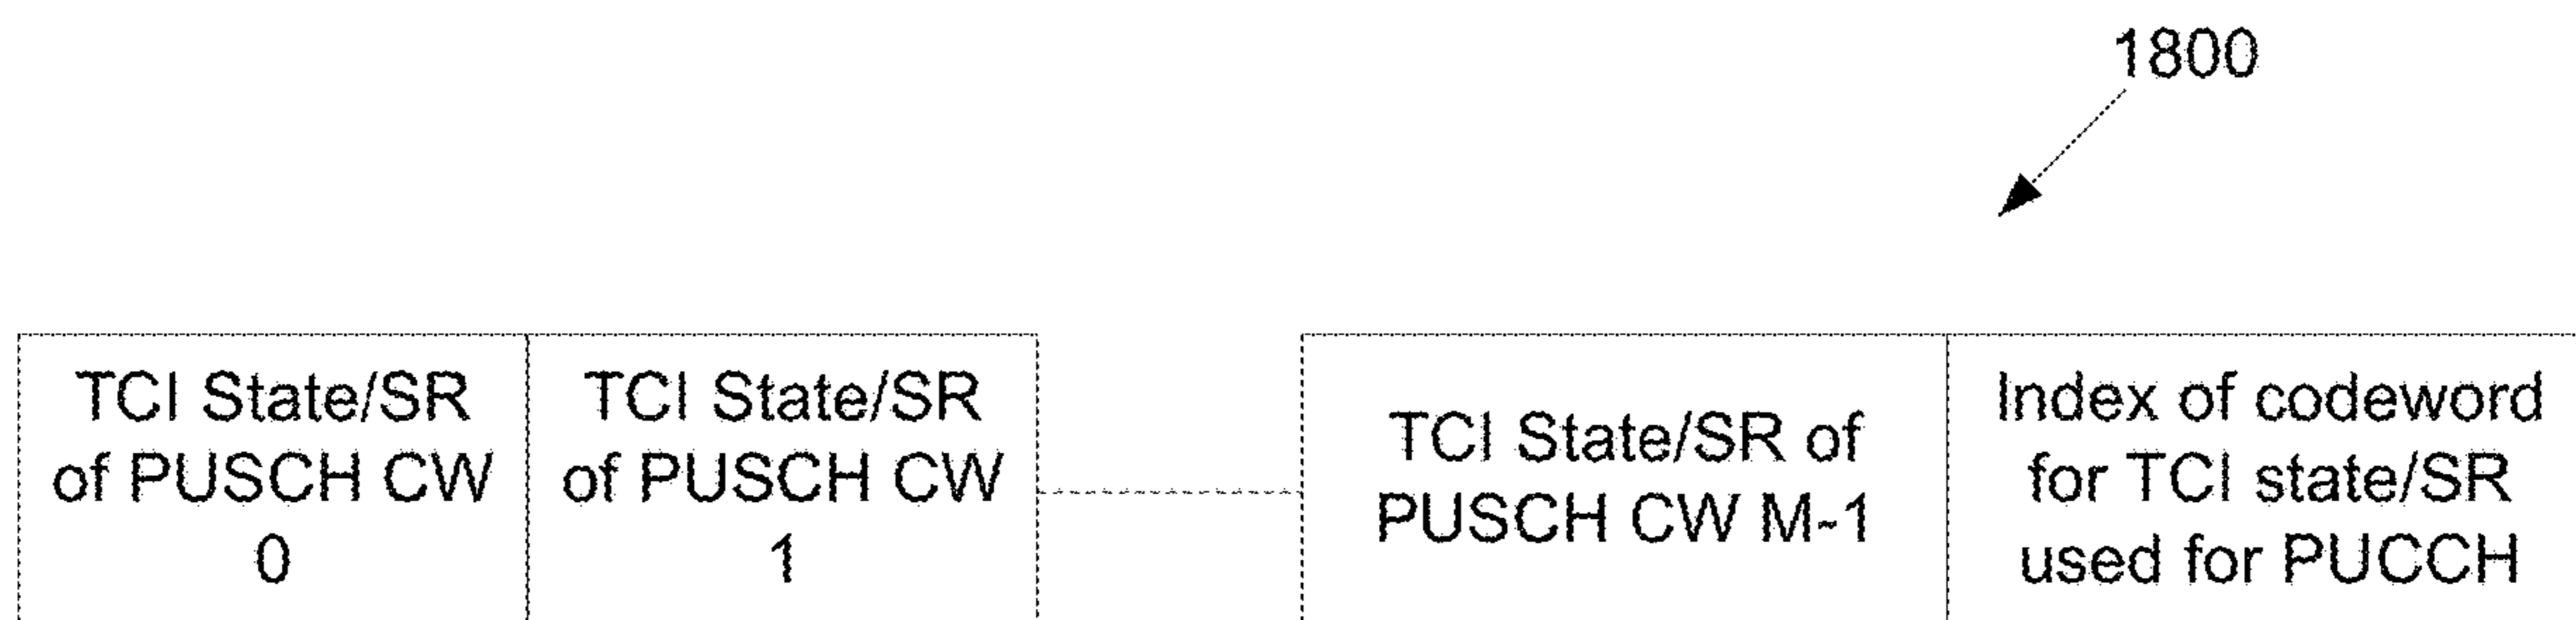 1800
TCI State/SR
of PUSCH CW
0
TCI State/SR
of PUSCH CW
1
TCI State/SR of
PUSCH CW M-1
Index of codeword
for TCI state/SR
used for PUCCH